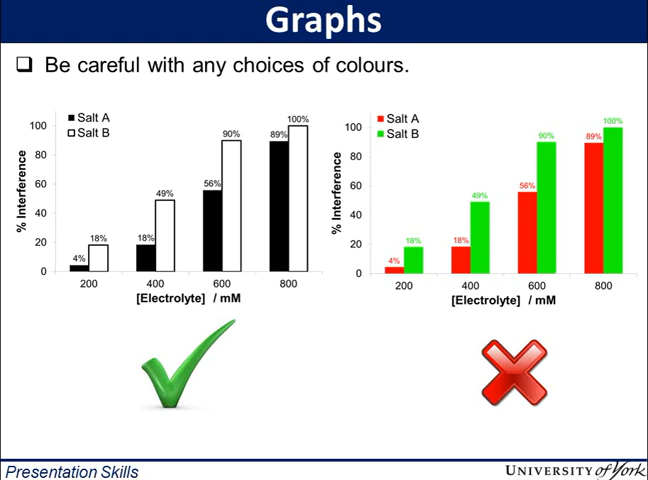 Graphs
❑ Be careful with any choices of colours.
Salt A
Salt B
% Interference
100
80
60
40
20
0
4%
18%
18%
49%
56%
90%
89%
100%
200 400 600 800
[Electrolyte] / mM
Salt A
Salt B
% Interference
100
80
60
40
20
0
4%
18%
18%
49%
56%
90%
89%
100%
200 400 600 800
[Electrolyte] / mM
Presentation Skills
UNIVERSITY of York